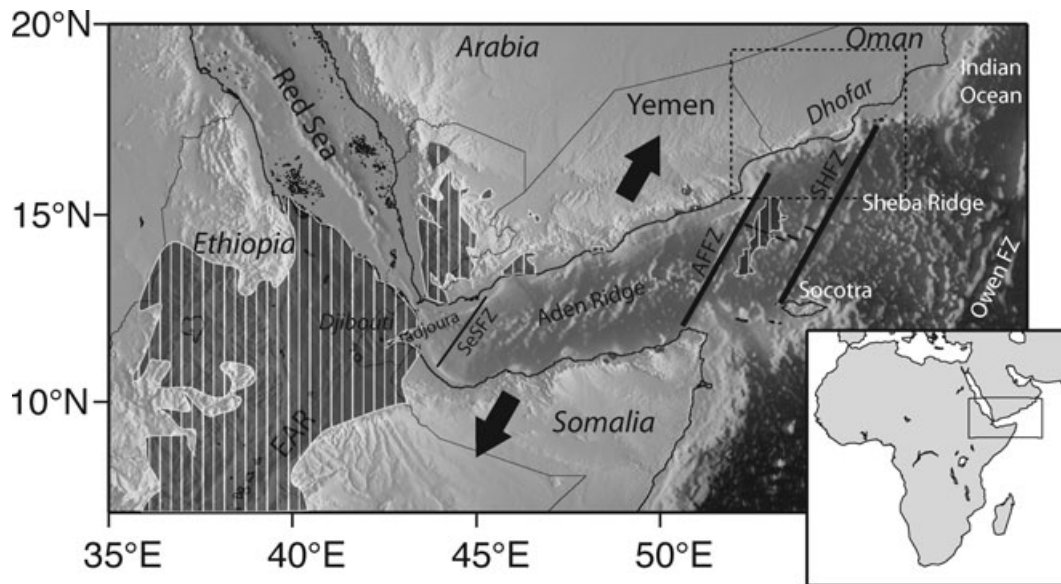 20°N
15°N
10°N
35°E
40°E
45°E
50°E
Arabia
Oman
Indian
Ocean
Red Sea
Yemen
Dhofar
SHFZ
Sheba Ridge
Ethiopia
AFFZ
Socotra
Owen FZ
Aden Ridge
Djibouti
Tadjoura
SeSFZ
Somalia
EAR